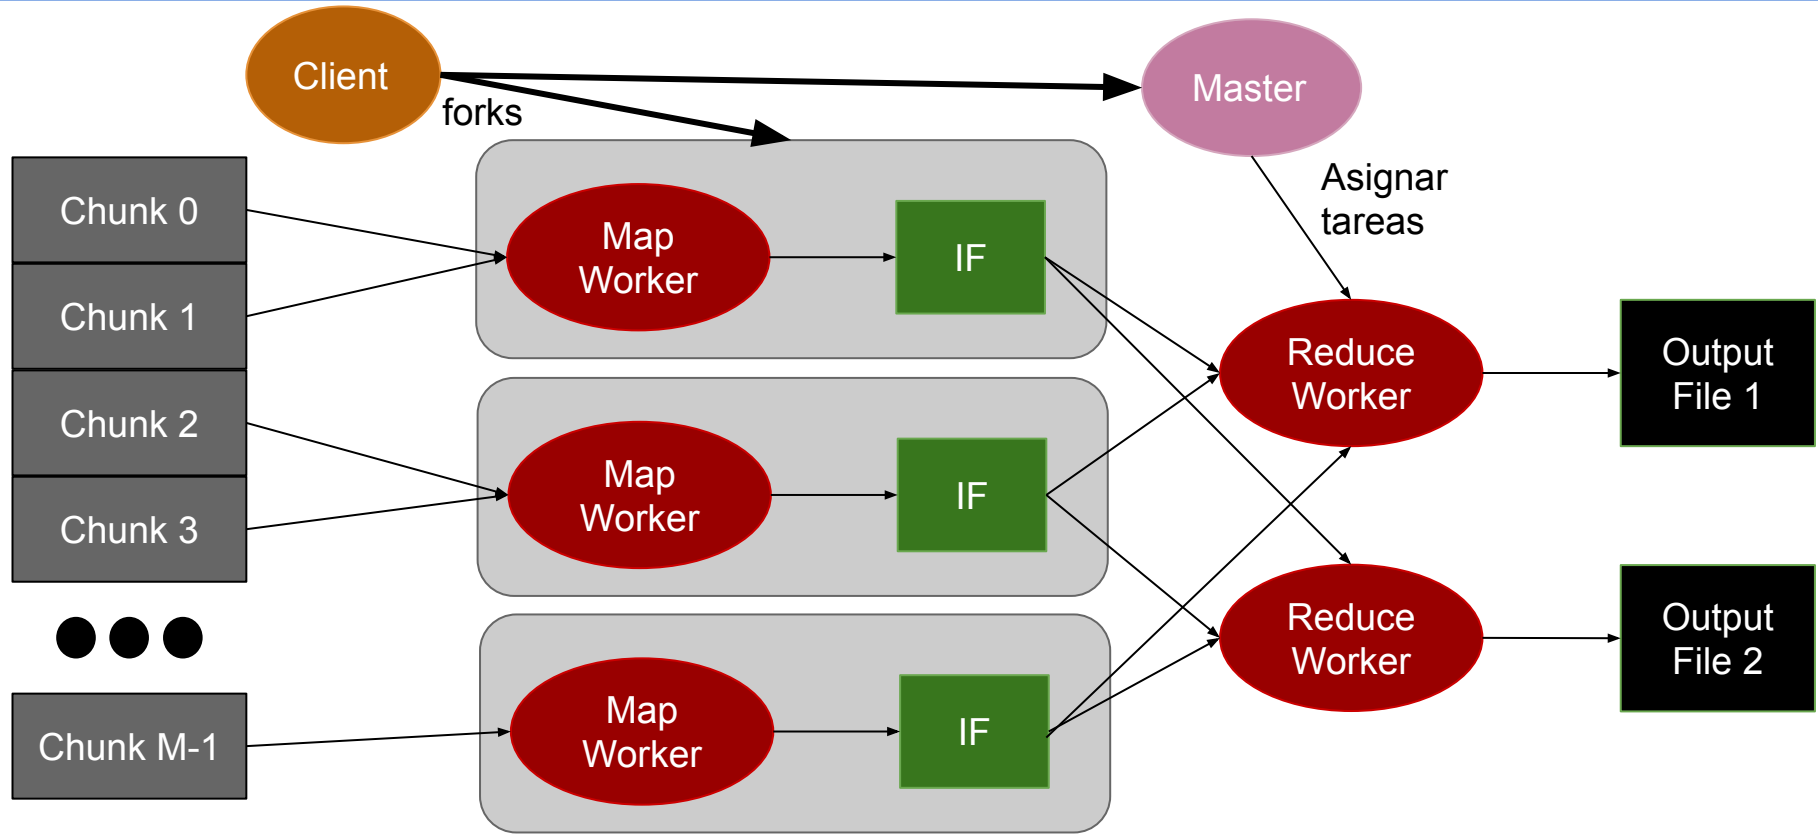 Client
Master
forks
Asignar
tareas
Chunk 0
Chunk 1
Chunk 2
Chunk 3
Chunk M-1
Map
Worker
IF
Map
Worker
IF
Map
Worker
IF
Reduce
Worker
Reduce
Worker
Output
File 1
Output
File 2